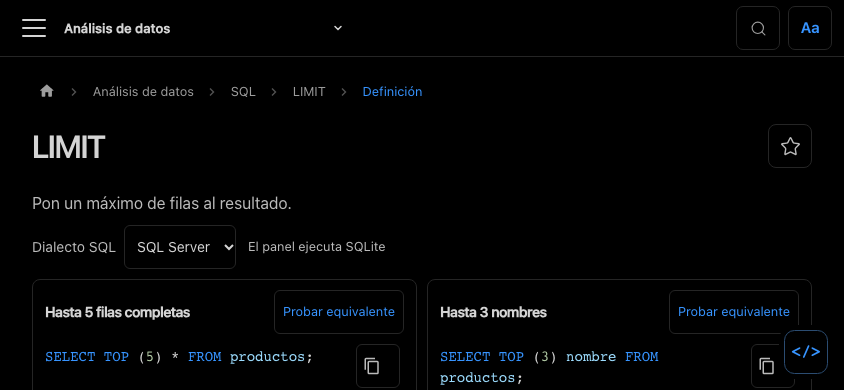 Análisis de datos
Aa
Análisis de datos > SQL > LIMIT > Definición
LIMIT
Pon un máximo de filas al resultado.
Dialecto SQL SQL Server El panel ejecuta SQLite
Hasta 5 filas completas Probar equivalente
SELECT TOP (5) * FROM productos;
Hasta 3 nombres Probar equivalente
SELECT TOP (3) nombre FROM
productos;
</>